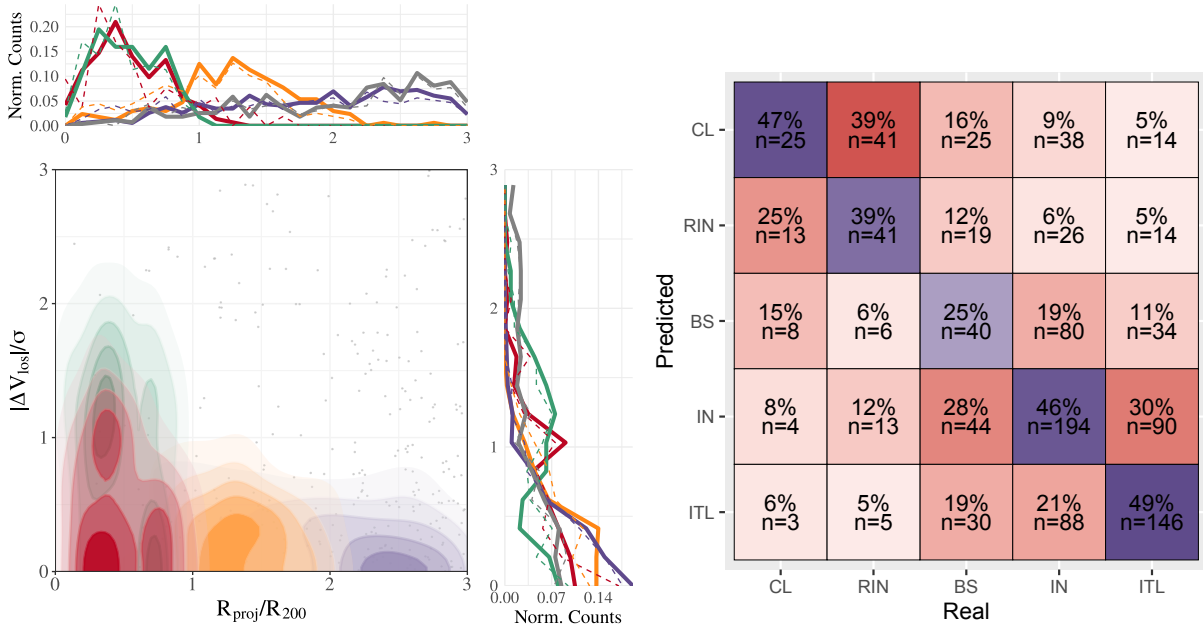 Norm. Counts
0.20
0.15
0.10
0.05
0.00
0 1 2 3
|ΔV_los|/σ
3
2
1
0
0 1 2 3
R_proj/R_200
3
2
1
0
0.00 0.07 0.14
Norm. Counts
Predicted
CL
47% 39% 16% 9% 5%
n=25 n=41 n=25 n=38 n=14
RIN
25% 39% 12% 6% 5%
n=13 n=41 n=19 n=26 n=14
BS
15% 6% 25% 19% 11%
n=8 n=6 n=40 n=80 n=34
IN
8% 12% 28% 46% 30%
n=4 n=13 n=44 n=194 n=90
ITL
6% 5% 19% 21% 49%
n=3 n=5 n=30 n=88 n=146
CL RIN BS IN ITL
Real